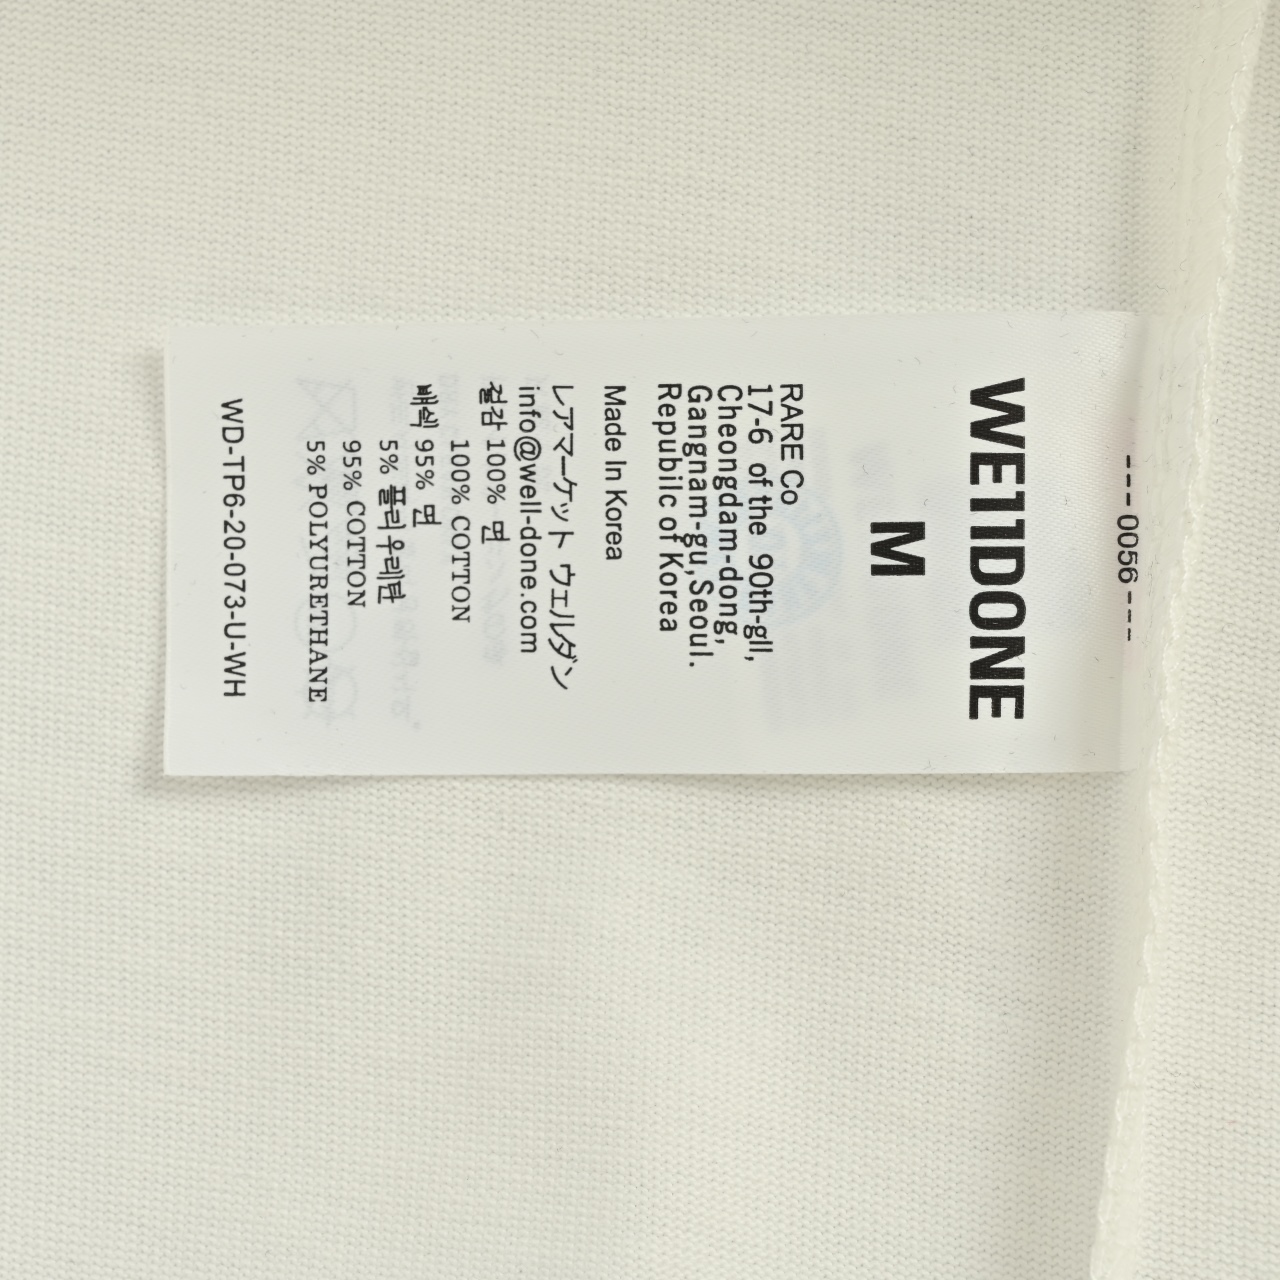 --- 0056 ---
WE11DONE
M
RARE Co
17-6 of the 90th-gll,
Cheongdam-dong,
Gangnam-gu,Seoul.
Republic of Korea
Made In Korea
レアマーケット ウェルダン
info@well-done.com
겉감 100% 면
100% COTTON
배색 95% 면
5% 폴리우레탄
95% COTTON
5% POLYURETHANE
WD-TP6-20-073-U-WH